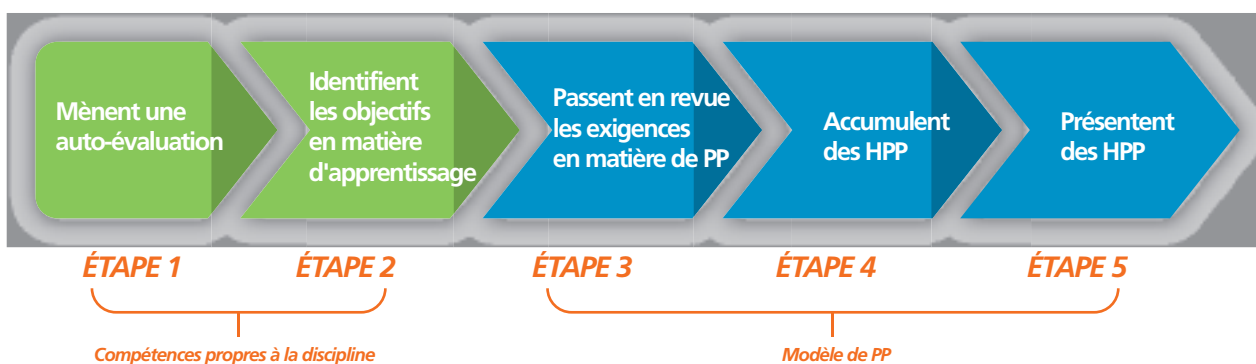 Mènent une
auto-évaluation
Identifient
les objectifs
en matière
d'apprentissage
Passent en revue
les exigences
en matière de PP
Accumulent
des HPP
Présentent
des HPP
ÉTAPE 1
ÉTAPE 2
ÉTAPE 3
ÉTAPE 4
ÉTAPE 5
Compétences propres à la discipline
Modèle de PP